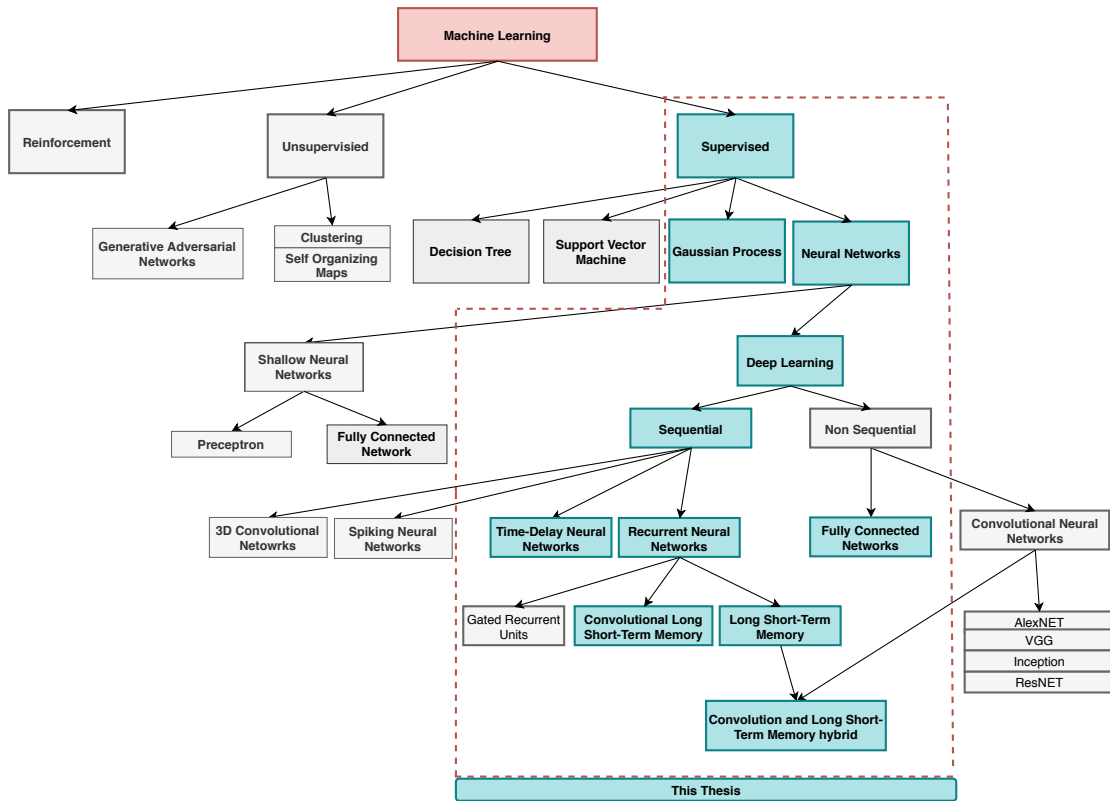 Machine Learning
Reinforcement
Unsupervisied
Supervised
Generative Adversarial
Networks
Clustering
Self Organizing
Maps
Decision Tree
Support Vector
Machine
Gaussian Process
Neural Networks
Shallow Neural
Networks
Deep Learning
Preceptron
Fully Connected
Network
Sequential
Non Sequential
3D Convolutional
Netowrks
Spiking Neural
Networks
Time-Delay Neural
Networks
Recurrent Neural
Networks
Fully Connected
Networks
Convolutional Neural
Networks
Gated Recurrent
Units
Convolutional Long
Short-Term Memory
Long Short-Term
Memory
AlexNET
VGG
Inception
ResNET
Convolution and Long Short-
Term Memory hybrid
This Thesis